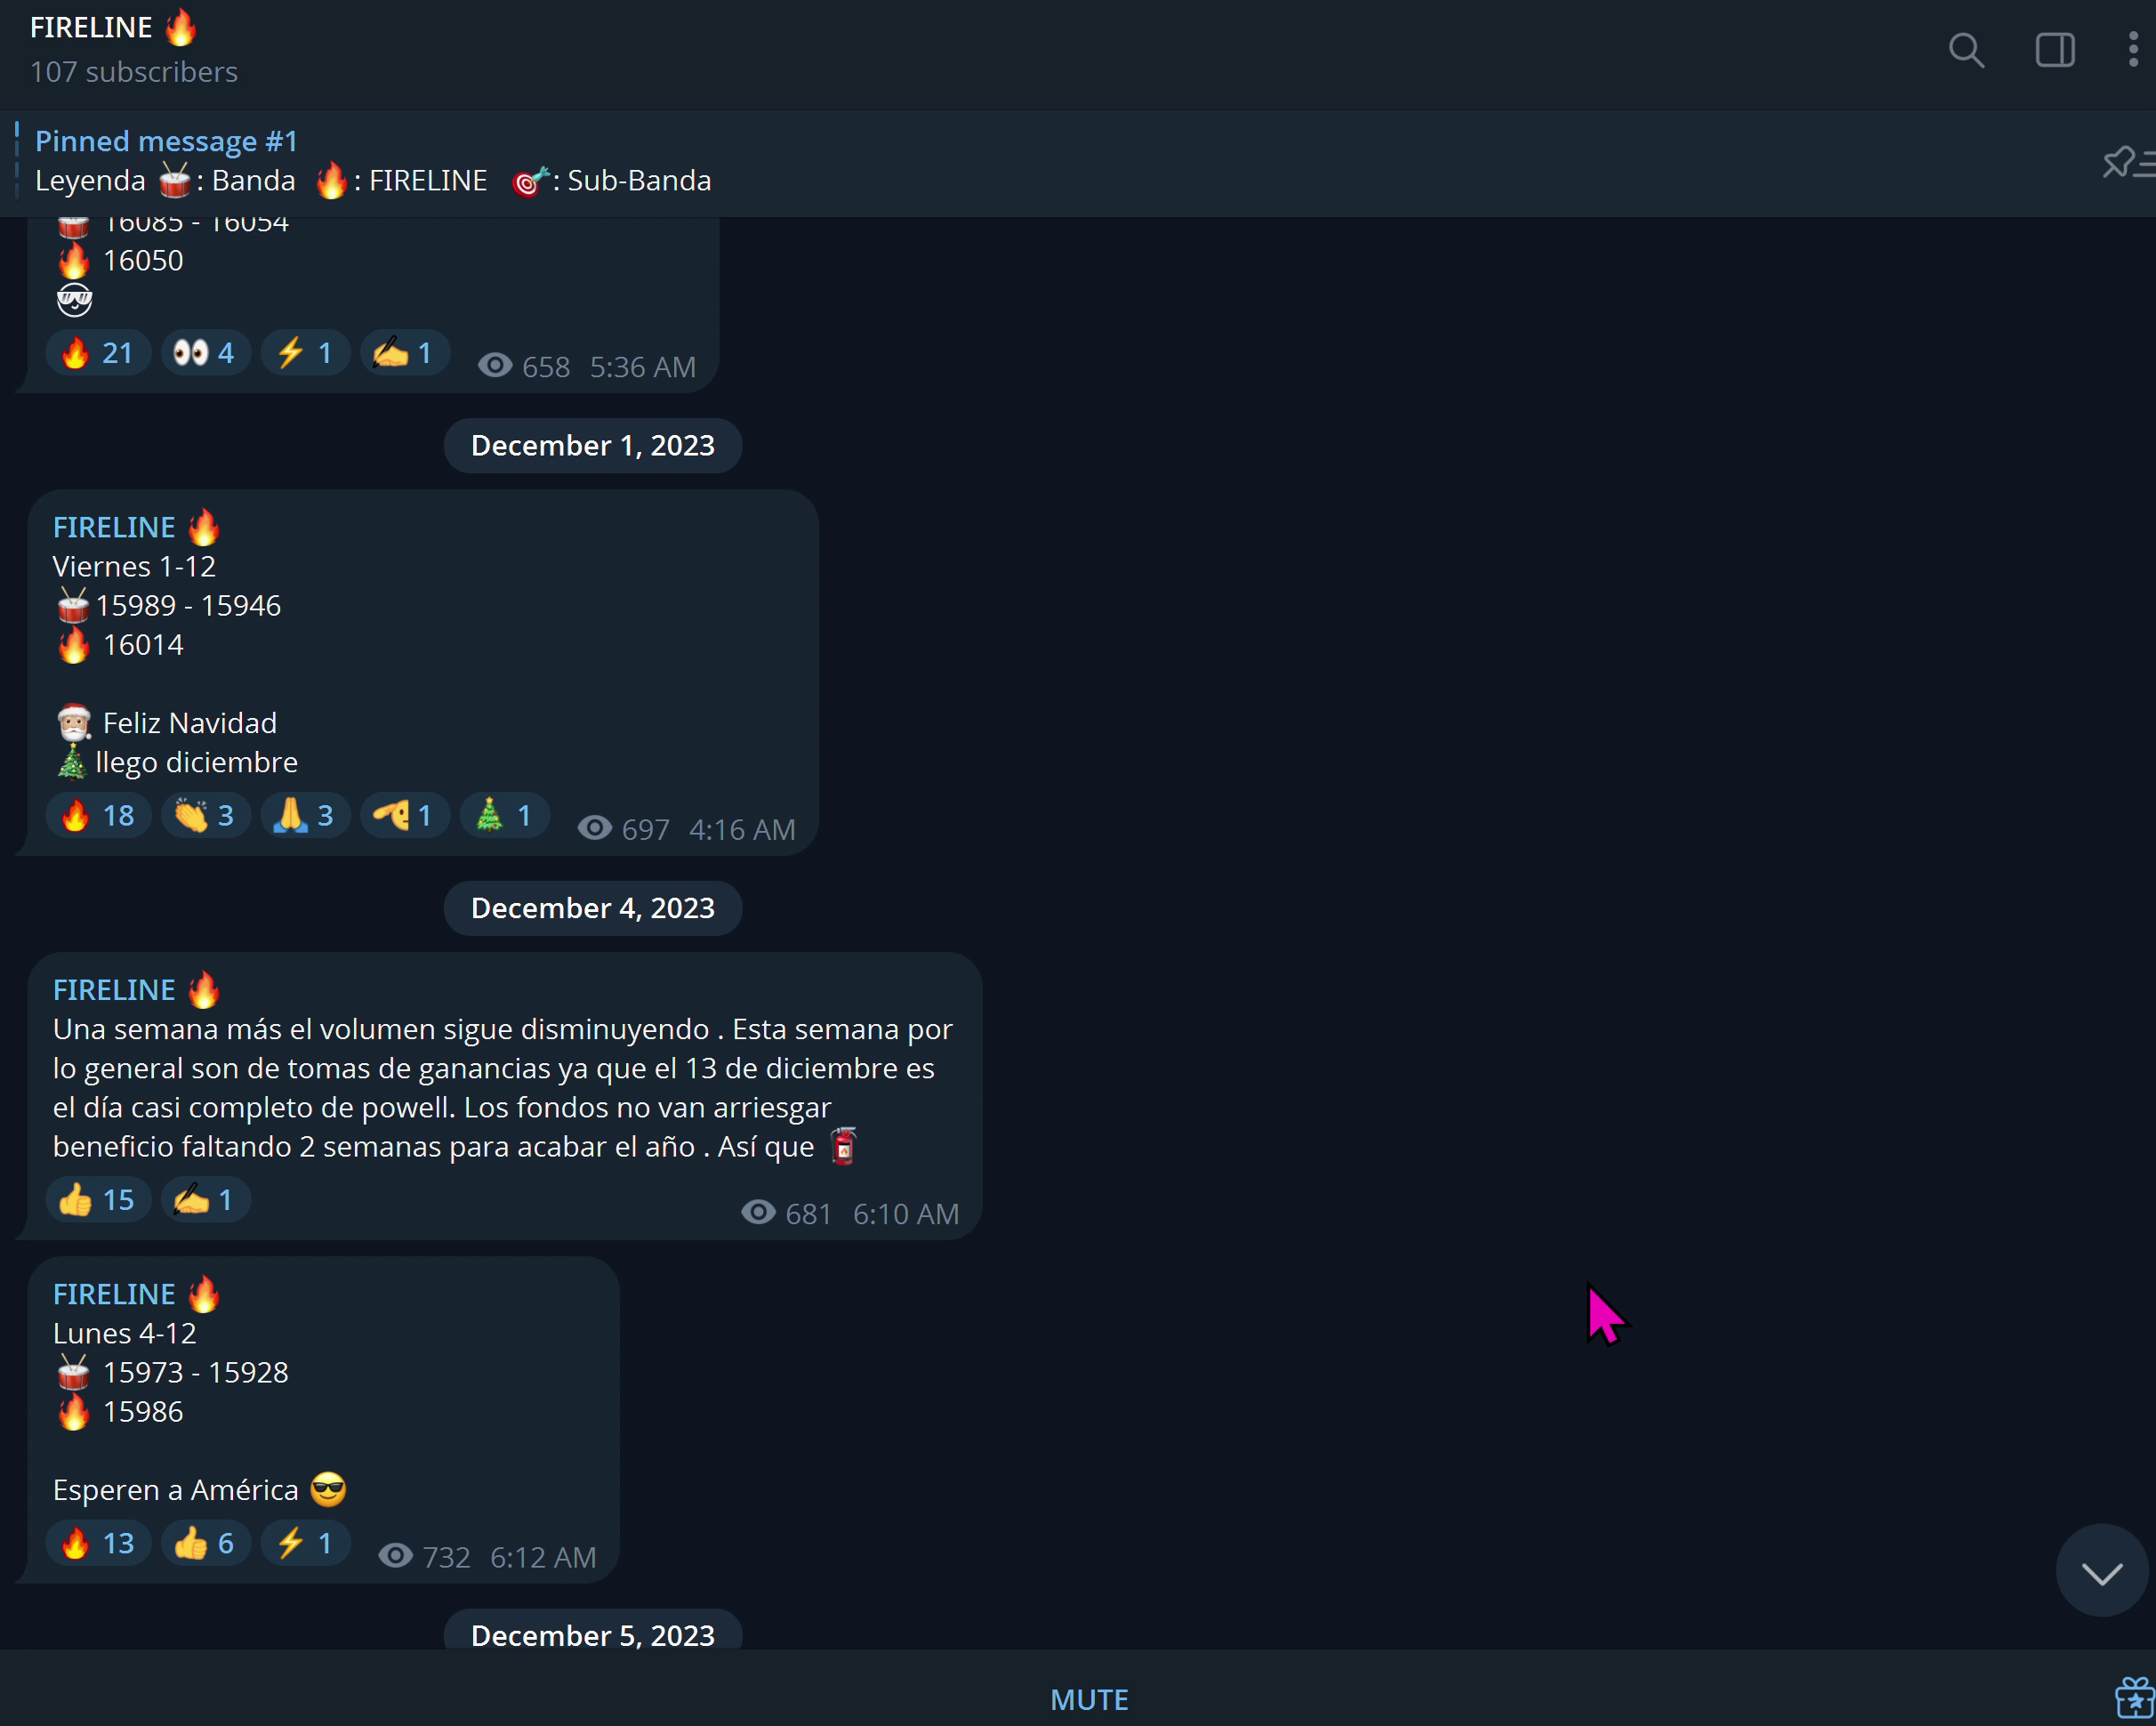 FIRELINE 🔥
107 subscribers
Pinned message #1
Leyenda 🥁: Banda 🔥: FIRELINE 🎯: Sub-Banda
🥁 16085 - 16054
🔥 16050
😎
🔥 21 👀 4 ⚡ 1 ✍ 1 658 5:36 AM
December 1, 2023
FIRELINE 🔥
Viernes 1-12
🥁15989 - 15946
🔥 16014
🎅🏼 Feliz Navidad
🎄llego diciembre
🔥 18 👏 3 🙏 3 🫡 1 🎄 1 697 4:16 AM
December 4, 2023
FIRELINE 🔥
Una semana más el volumen sigue disminuyendo . Esta semana por
lo general son de tomas de ganancias ya que el 13 de diciembre es
el día casi completo de powell. Los fondos no van arriesgar
beneficio faltando 2 semanas para acabar el año . Así que 🧯
👍 15 ✍ 1 681 6:10 AM
FIRELINE 🔥
Lunes 4-12
🥁 15973 - 15928
🔥 15986
Esperen a América 😎
🔥 13 👍 6 ⚡ 1 732 6:12 AM
December 5, 2023
MUTE